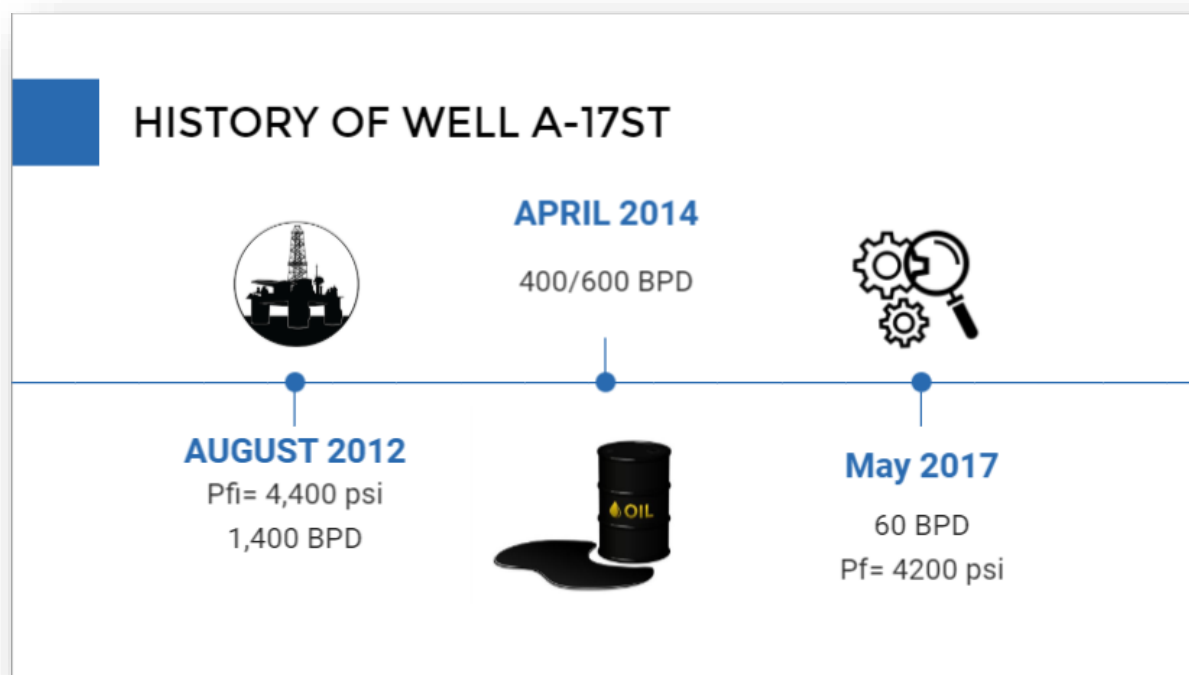 HISTORY OF WELL A-17ST
AUGUST 2012
Pfi= 4,400 psi
1,400 BPD
APRIL 2014
400/600 BPD
OIL
May 2017
60 BPD
Pf= 4200 psi